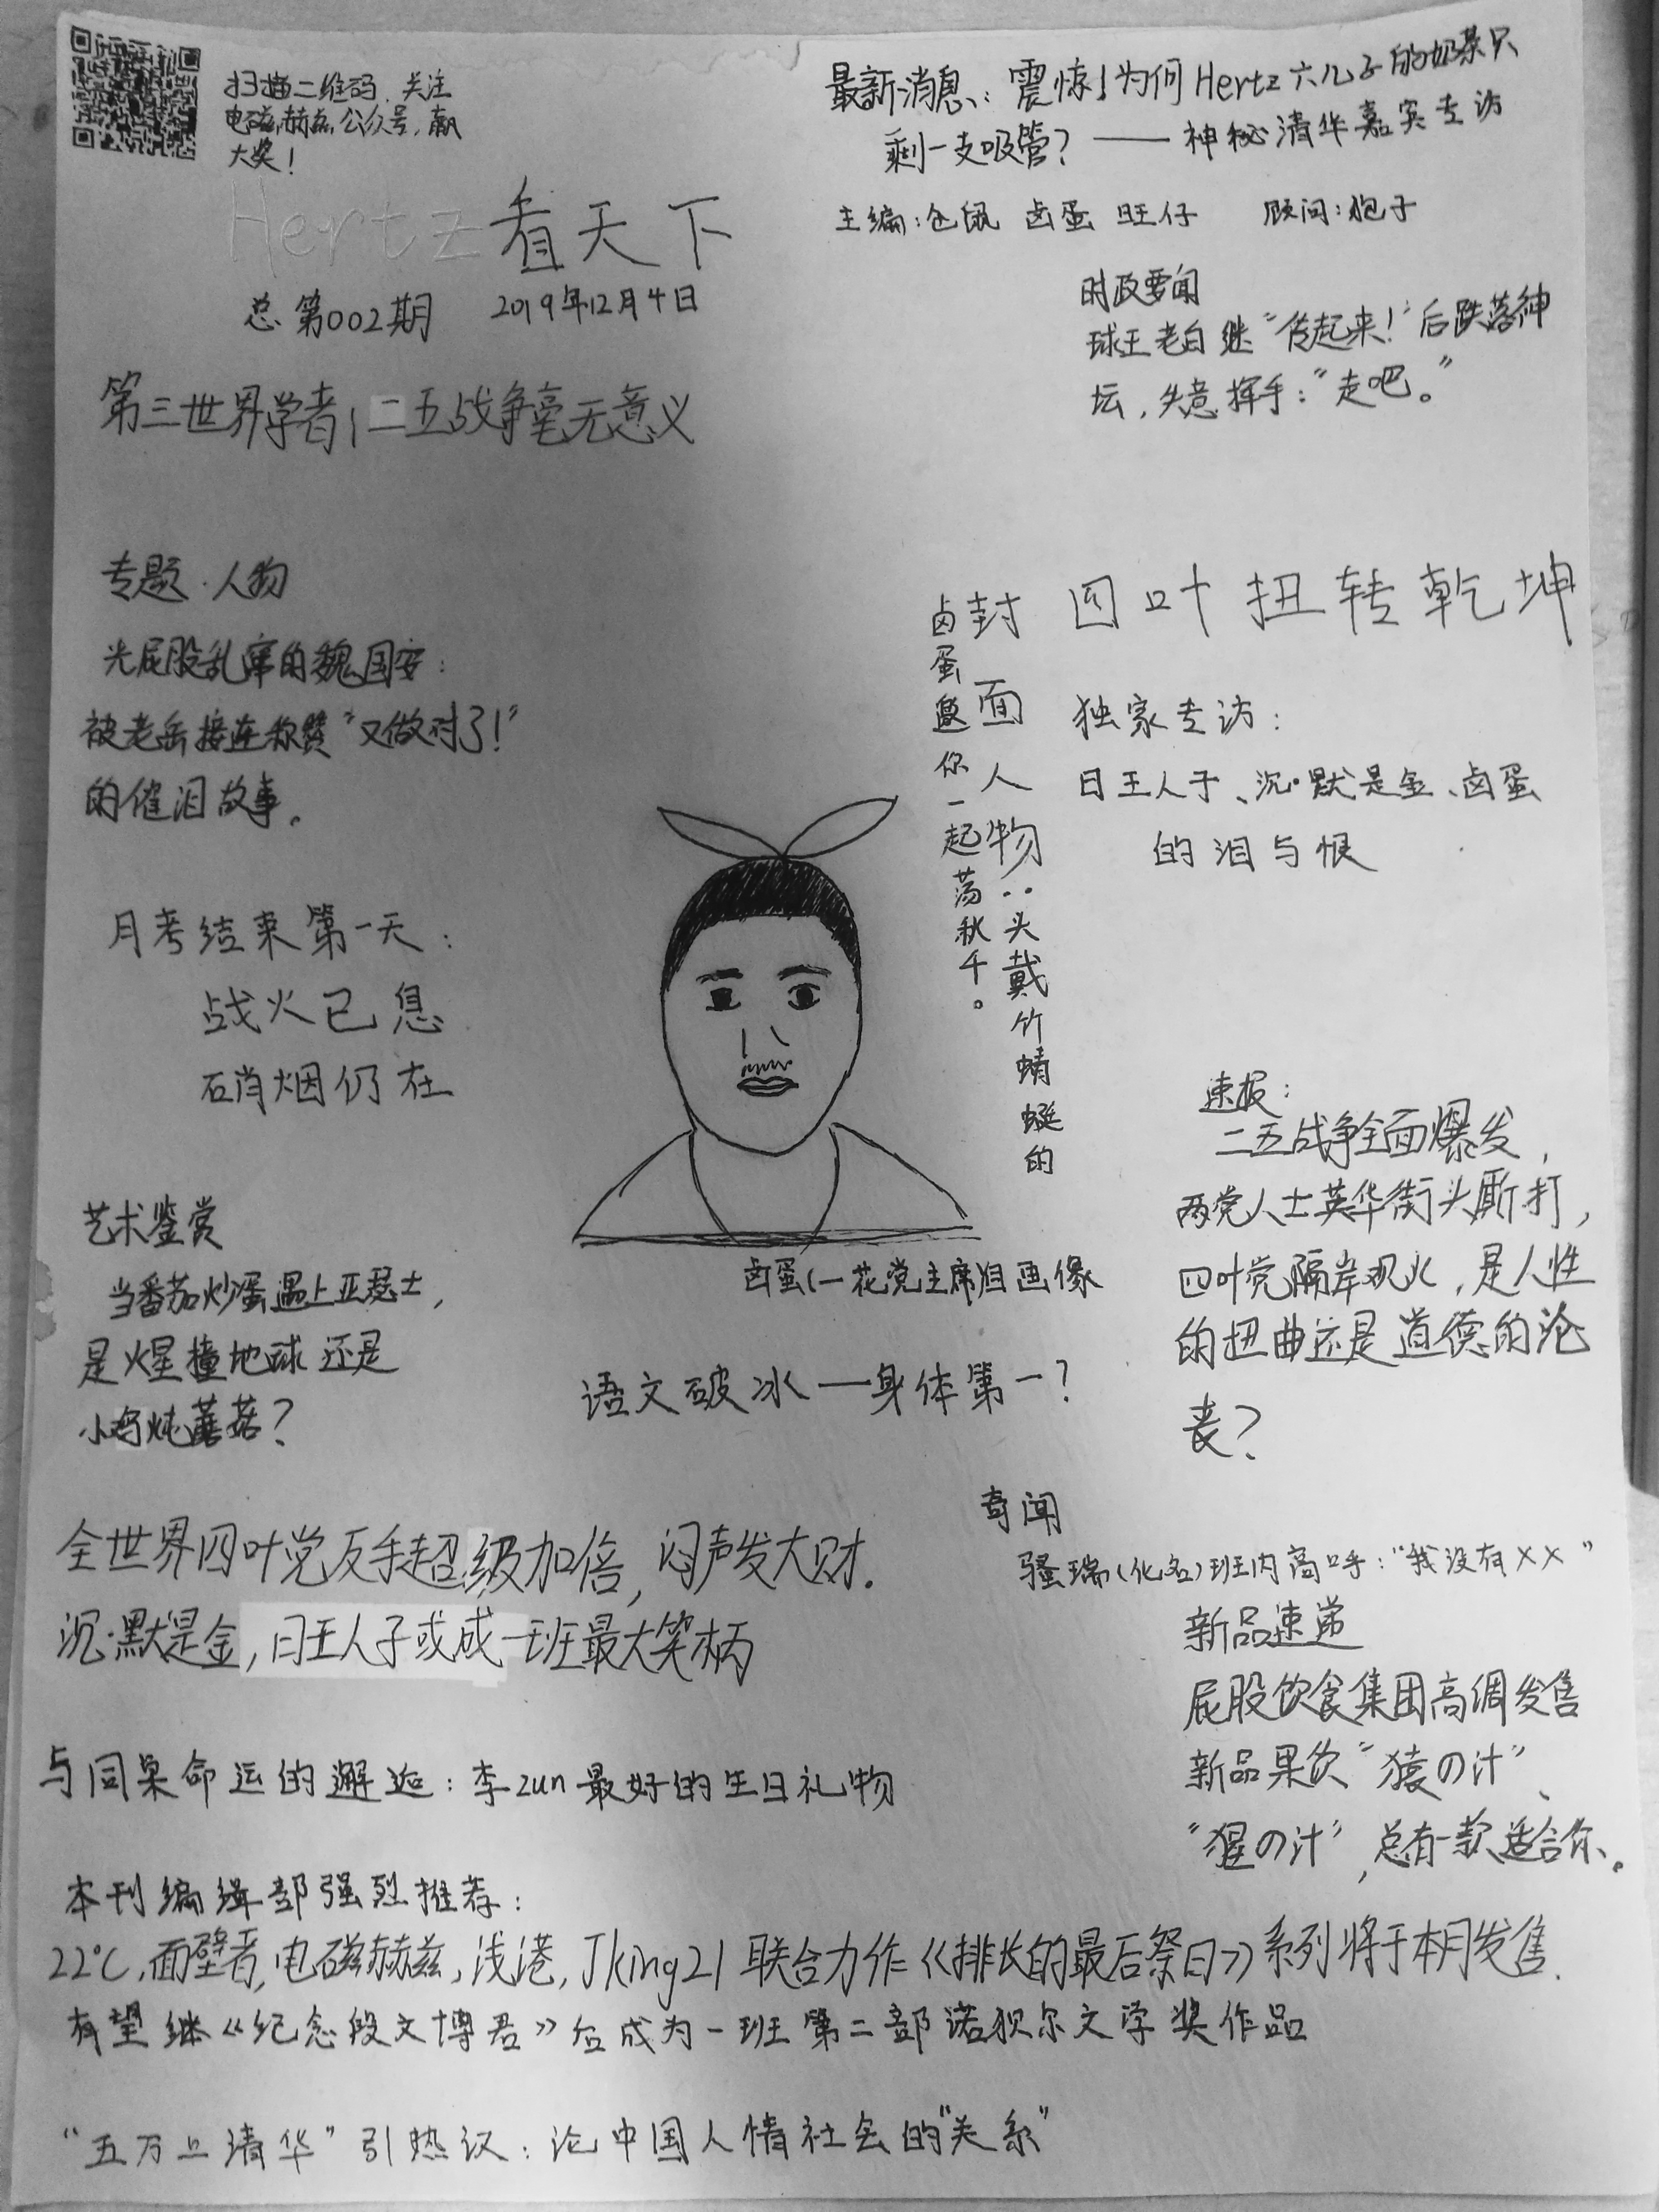 扫描二维码,关注
电磁赫兹公众号,赢
大奖!
最新消息:震惊!为何Hertz六儿子的奶茶只
剩一支吸管?——神秘清华嘉宾专访
主编:仓鼠 卤蛋 旺仔 顾问:狍子
Hertz看天下
总第002期 2019年12月4日
时政要闻
球王老白继“传起来!”后跌落绅
坛,失意挥手:“走吧。”
第三世界学者:二五战争毫无意义
专题·人物
光屁股乱窜的魏国安:
被老岳接连称赞“又做对了!”
的催泪故事。
封面人物:头戴竹蜻蜓的
卤蛋邀你一起荡秋千。
四叶扭转乾坤
独家专访:
日王人子、沉·默是金、卤蛋
的泪与恨
月考结束第一天:
战火已息
硝烟仍在
速报:
二五战争全面爆发,
两党人士英华街头厮打,
四叶党隔岸观火,是人性
的扭曲还是道德的沦
丧?
艺术鉴赏
当番茄炒蛋遇上亚瑟士,
是火星撞地球还是
小鸡炖蘑菇?
卤蛋(一花党主席)自画像
语文破冰——身体第一?
奇闻
骚瑞(化名)班内高呼:“我没有XX”
全世界四叶党反手超级加倍,闷声发大财.
沉·默是金,日王人子或成一班最大笑柄
新品速递
屁股饮食集团高调发售
新品果饮“猿の汁”、
“猩の汁”,总有一款适合你。
与同桌命运的邂逅:李zun最好的生日礼物
本刊编辑部强烈推荐:
22℃,面壁者,电磁赫兹,浅港,Jking21联合力作《排长的最后祭日》系列将于本月发售.
有望继《纪念段文博君》后成为一班第二部诺贝尔文学奖作品
“五万上清华”引热议:论中国人情社会的“关系”